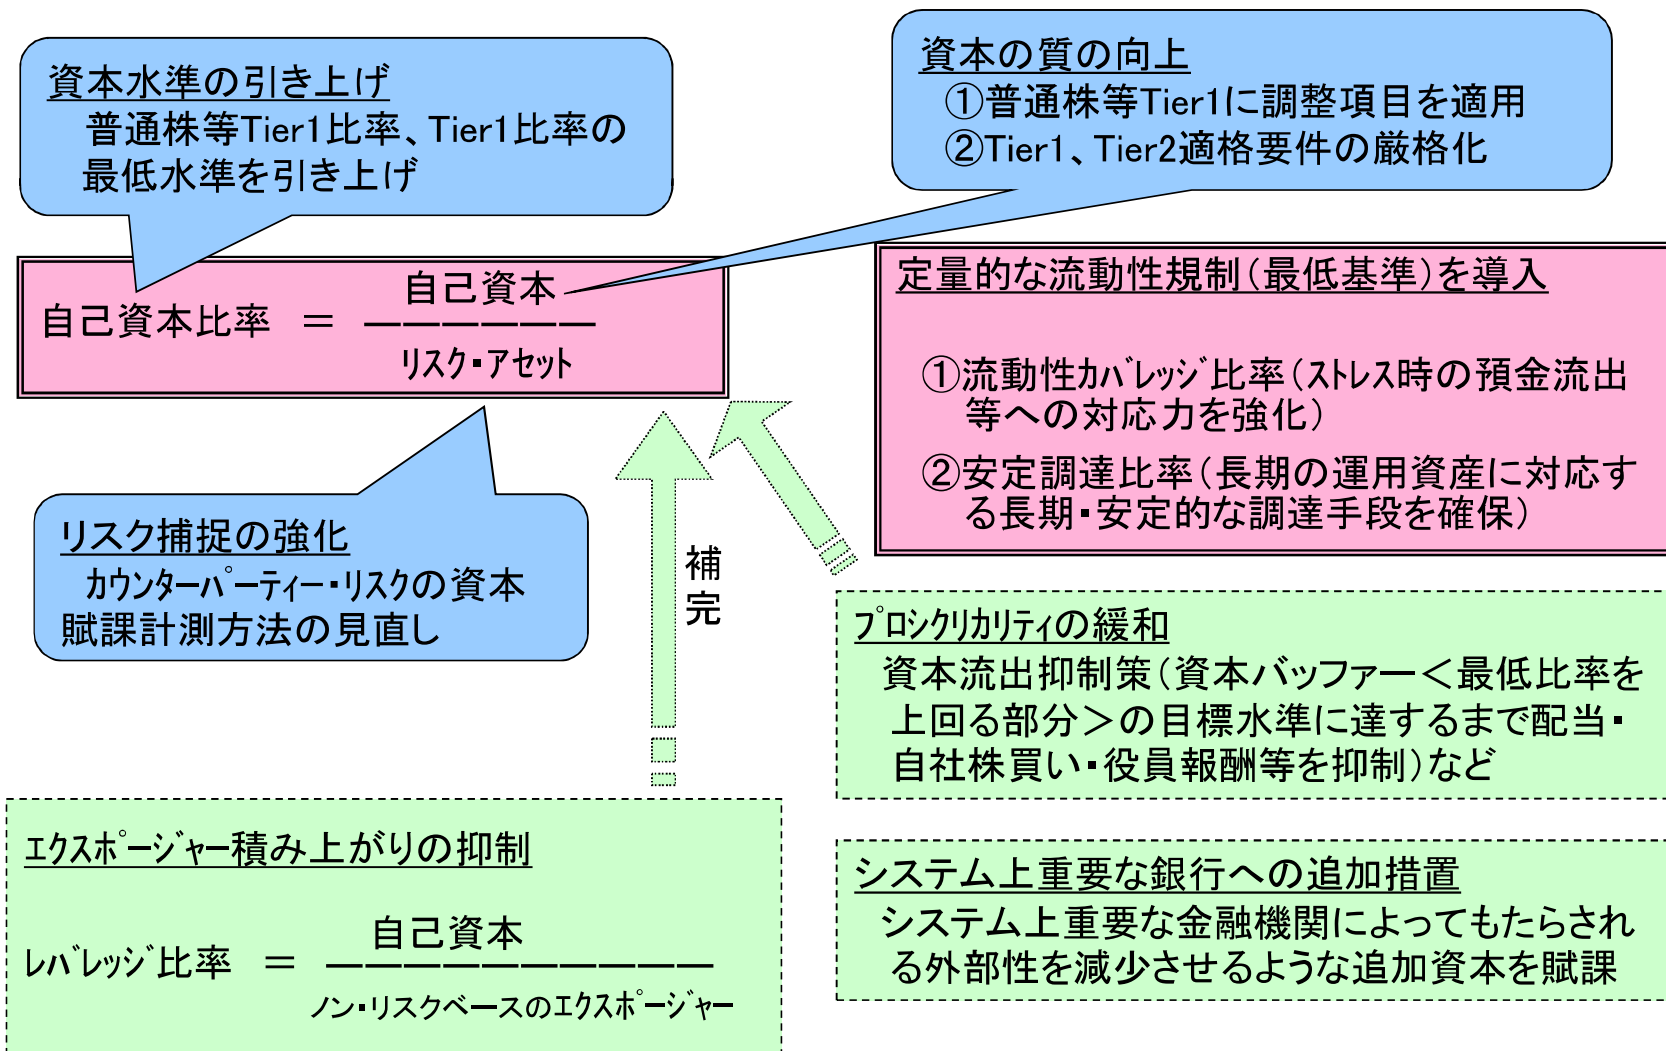 資本水準の引き上げ
普通株等Tier1比率、Tier1比率の
最低水準を引き上げ
資本の質の向上
①普通株等Tier1に調整項目を適用
②Tier1、Tier2適格要件の厳格化
自己資本比率 ＝ 自己資本
――――――
リスク・アセット
定量的な流動性規制（最低基準）を導入
①流動性ｶﾊﾞﾚｯｼﾞ比率（ｽﾄﾚｽ時の預金流出
等への対応力を強化）
②安定調達比率（長期の運用資産に対応す
る長期・安定的な調達手段を確保）
リスク捕捉の強化
ｶｳﾝﾀｰﾊﾟｰﾃｨｰ・ﾘｽｸの資本
賦課計測方法の見直し
補
完
ﾌﾟﾛｼｸﾘｶﾘﾃｨの緩和
資本流出抑制策（資本バッファー＜最低比率を
上回る部分＞の目標水準に達するまで配当・
自社株買い・役員報酬等を抑制）など
ｴｸｽﾎﾟｰｼﾞｬｰ積み上がりの抑制
ﾚﾊﾞﾚｯｼﾞ比率 ＝ 自己資本
――――――――――
ノン・リスクベースのｴｸｽﾎﾟｰｼﾞｬｰ
システム上重要な銀行への追加措置
システム上重要な金融機関によってもたらされ
る外部性を減少させるような追加資本を賦課